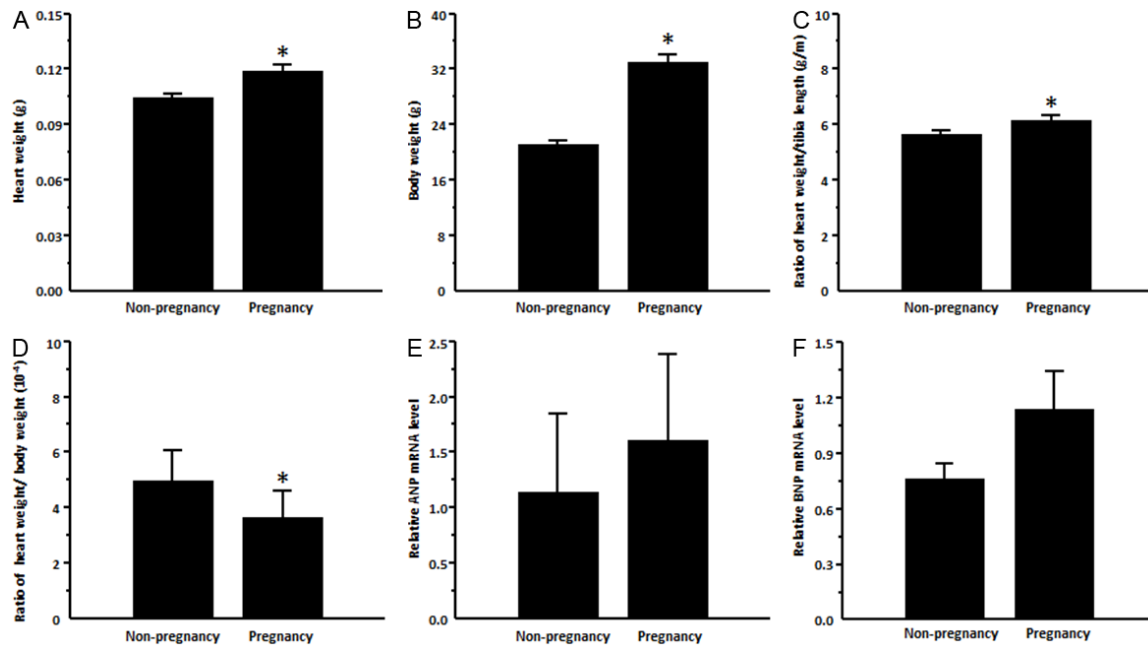 A
Heart weight (g)
0.15
0.12
0.09
0.06
0.03
0.00
*
Non-pregnancy Pregnancy
B
Body weight (g)
40
32
24
16
8
0
*
Non-pregnancy Pregnancy
C
Ratio of heart weight/tibia length (g/m)
10
8
6
4
2
0
*
Non-pregnancy Pregnancy
D
Ratio of heart weight/ body weight (10⁻⁴)
10
8
6
4
2
0
*
Non-pregnancy Pregnancy
E
Relative ANP mRNA level
2.5
2.0
1.5
1.0
0.5
0.0
Non-pregnancy Pregnancy
F
Relative BNP mRNA level
1.5
1.2
0.9
0.6
0.3
0.0
Non-pregnancy Pregnancy